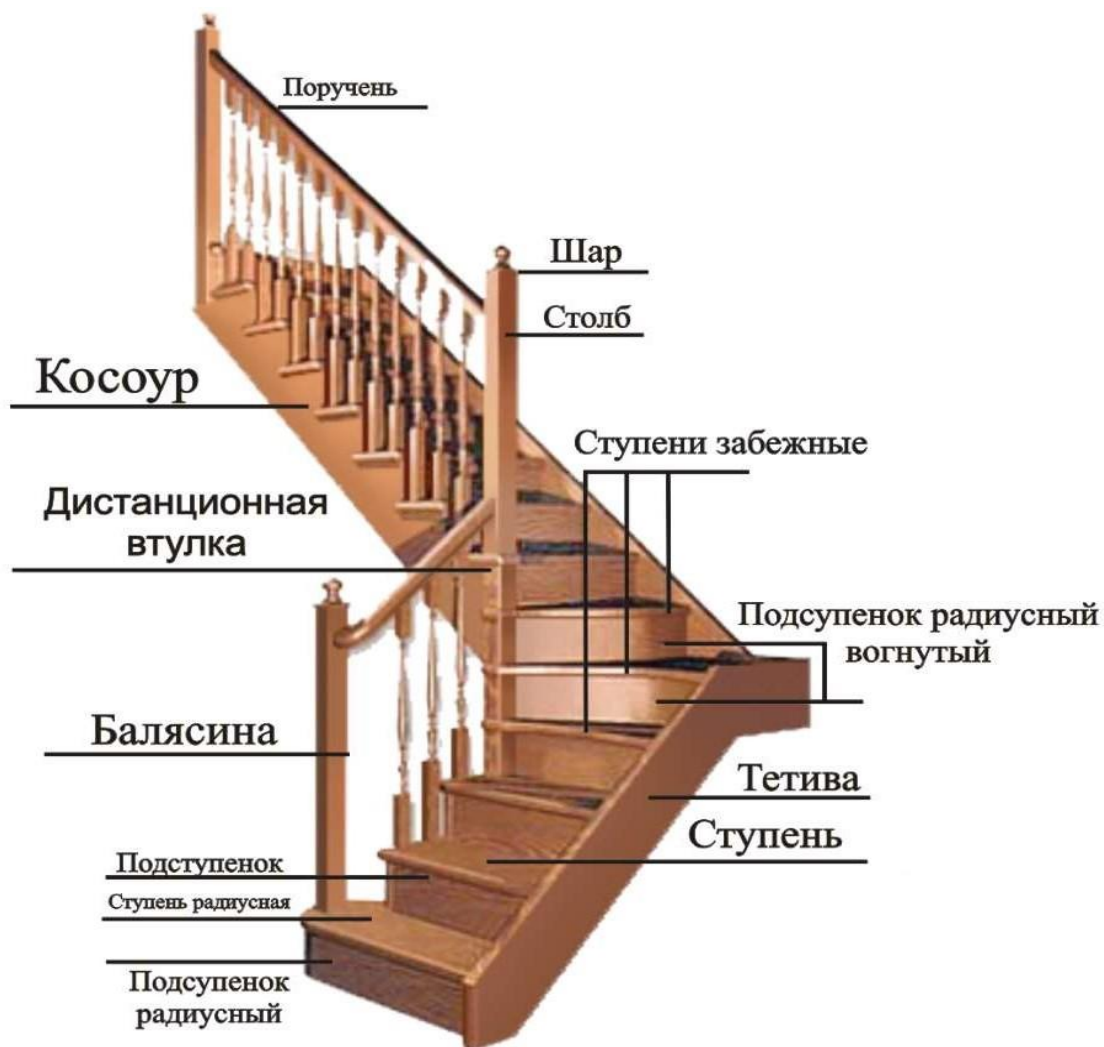 Поручень
Шар
Столб
Косоур
Ступени забежные
Дистанционная
втулка
Подсупенок радиусный
вогнутый
Балясина
Тетива
Ступень
Подступенок
Ступень радиусная
Подсупенок
радиусный